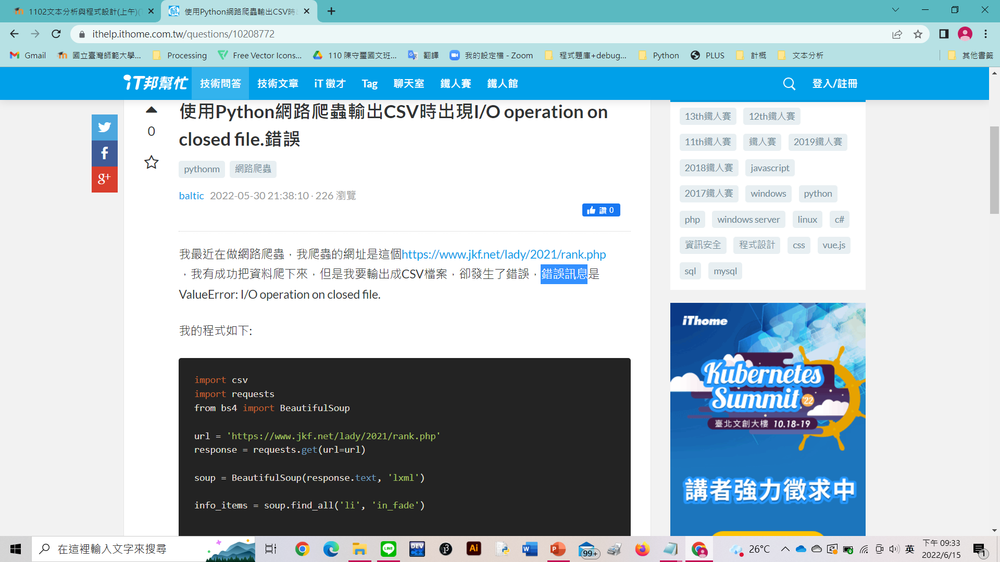 1102文本分析與程式設計(上午)(
使用Python網路爬蟲輸出CSV時
ithelp.ithome.com.tw/questions/10208772
Gmail
國立臺灣師範大學...
Processing
Free Vector Icons...
110 陳守璽國文班...
翻譯
我的設定檔 - Zoom
程式題庫+debug...
Python
PLUS
計概
文本分析
其他書籤
iT邦幫忙
技術問答
技術文章
iT 徵才
Tag
聊天室
鐵人賽
鐵人館
登入/註冊
0
使用Python網路爬蟲輸出CSV時出現I/O operation on
closed file.錯誤
pythonm
網路爬蟲
baltic 2022-05-30 21:38:10 ‧ 226 瀏覽
讚 0
我最近在做網路爬蟲,我爬蟲的網址是這個https://www.jkf.net/lady/2021/rank.php
,我有成功把資料爬下來,但是我要輸出成CSV檔案,卻發生了錯誤,錯誤訊息是
ValueError: I/O operation on closed file.
我的程式如下:
import csv
import requests
from bs4 import BeautifulSoup
url = 'https://www.jkf.net/lady/2021/rank.php'
response = requests.get(url=url)
soup = BeautifulSoup(response.text, 'lxml')
info_items = soup.find_all('li', 'in_fade')
g+
13th鐵人賽
12th鐵人賽
11th鐵人賽
鐵人賽
2019鐵人賽
2018鐵人賽
javascript
2017鐵人賽
windows
python
php
windows server
linux
c#
資訊安全
程式設計
css
vue.js
sql
mysql
iThome
Kubernetes
Summit '22
臺北文創大樓 10.18-19
講者強力徵求中
在這裡輸入文字來搜尋
LINE
DEV
C++
Ai
W
P
99+
26°C
英
下午 09:33
2022/6/15
1